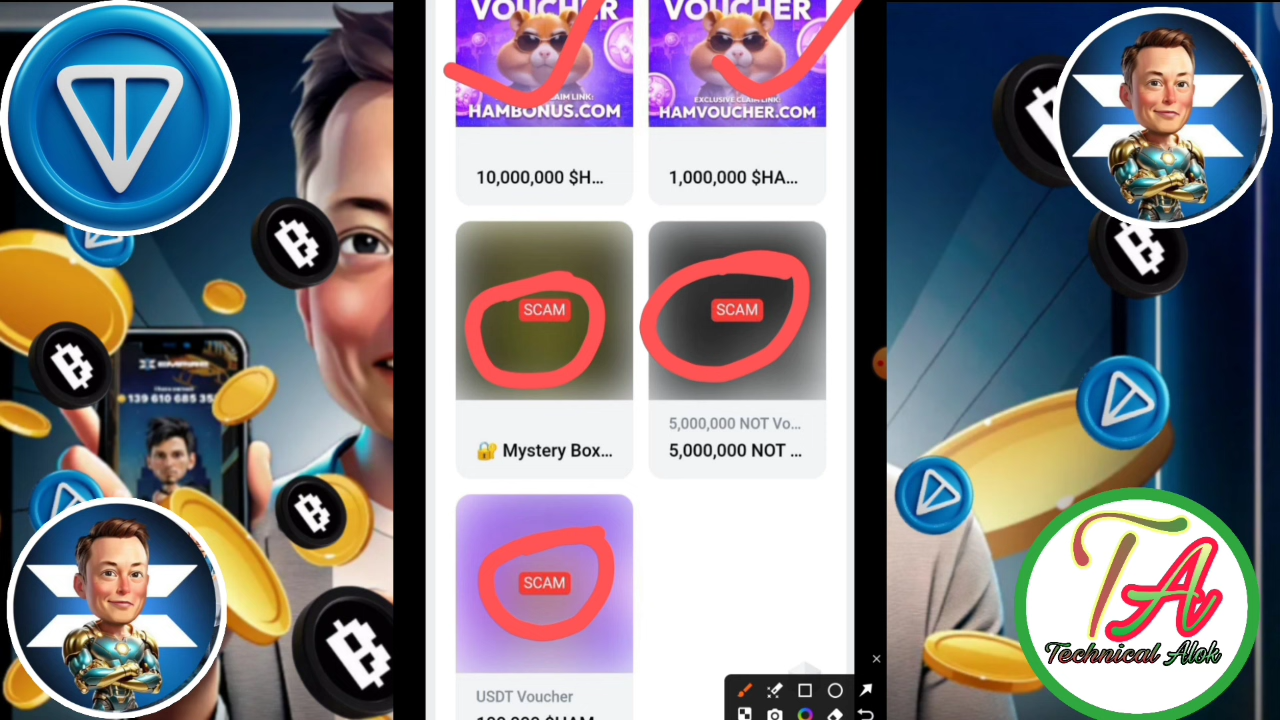 VOUCHER
VOUCHER
HAMBONUS.COM
EXCLUSIVE CLAIM LINK:
HAMVOUCHER.COM
10,000,000 $H...
1,000,000 $HA...
SCAM
SCAM
5,000,000 NOT Vo...
🔐 Mystery Box...
5,000,000 NOT ...
SCAM
USDT Voucher
139 610 685 35
TA
Technical Alok